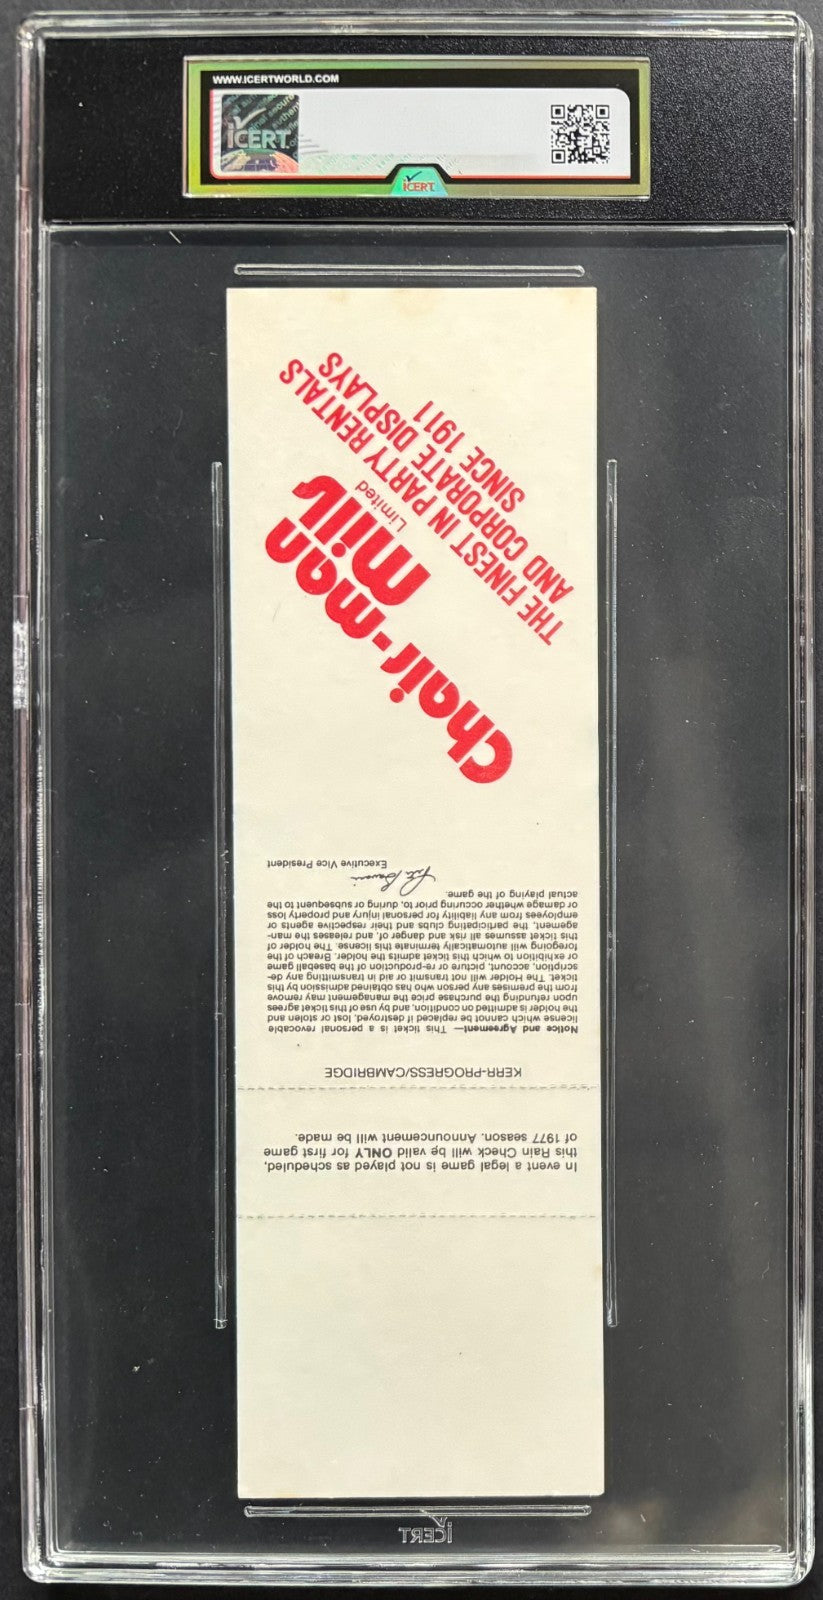 WWW.ICERTWORLD.COM
iCERT
iCERT
In event a legal game is not played as scheduled,
this Rain Check will be valid ONLY for first game
of 1977 season. Announcement will be made.
KERR-PROGRESS/CAMBRIDGE
Notice and Agreement— This ticket is a personal revocable
license which cannot be replaced if destroyed, lost or stolen and
the holder is admitted on condition, and by use of this ticket agrees
upon refunding the purchase price the management may remove
from the premises any person who has obtained admission by this
ticket. The Holder will not transmit or aid in transmitting any de-
scription, account, picture or re-production of the baseball game
or exhibition to which this ticket admits the holder. Breach of the
foregoing will automatically terminate this license. The holder of
this ticket assumes all risk and danger of, and releases the man-
agement, the participating clubs and their respective agents or
employees from any liability for personal injury and property loss
or damage whether occuring prior to, during or subsequent to the
actual playing of the game.
Executive Vice President
Chair-man
Mills
Limited
THE FINEST IN PARTY RENTALS
AND CORPORATE DISPLAYS
SINCE 1911
iCERT